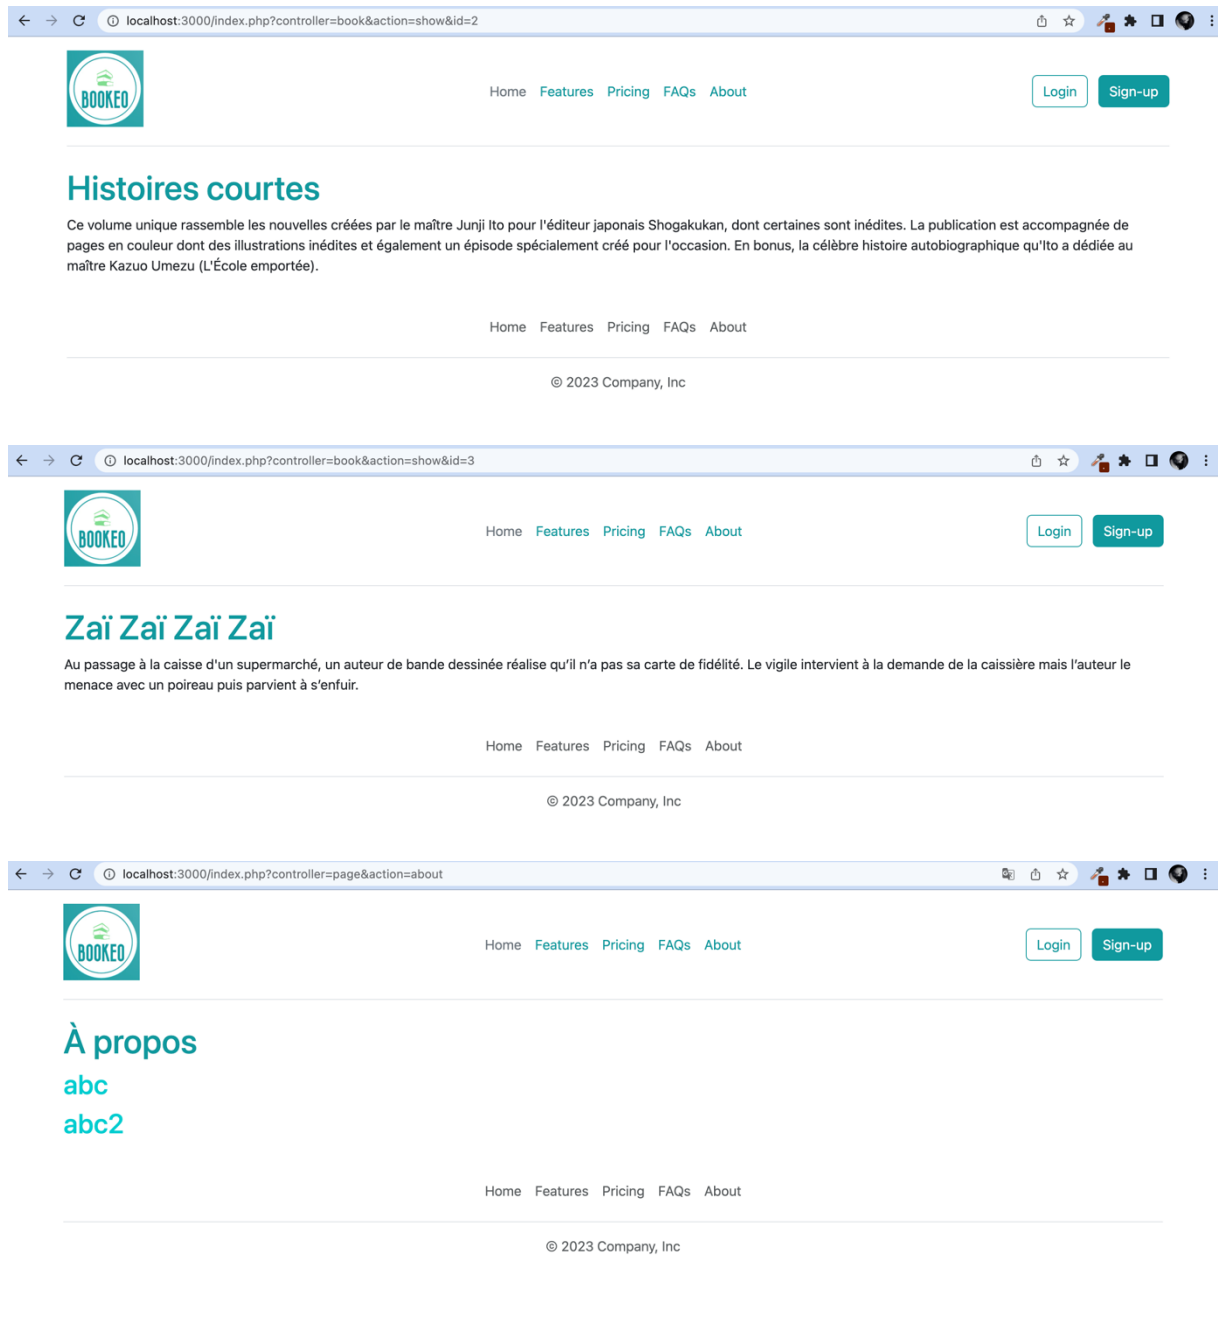 localhost:3000/index.php?controller=book&action=show&id=2
BOOKEO
Home Features Pricing FAQs About
Login Sign-up
Histoires courtes
Ce volume unique rassemble les nouvelles créées par le maître Junji Ito pour l'éditeur japonais Shogakukan, dont certaines sont inédites. La publication est accompagnée de
pages en couleur dont des illustrations inédites et également un épisode spécialement créé pour l'occasion. En bonus, la célèbre histoire autobiographique qu'Ito a dédiée au
maître Kazuo Umezu (L'École emportée).
Home Features Pricing FAQs About
© 2023 Company, Inc
localhost:3000/index.php?controller=book&action=show&id=3
BOOKEO
Home Features Pricing FAQs About
Login Sign-up
Zaï Zaï Zaï Zaï
Au passage à la caisse d'un supermarché, un auteur de bande dessinée réalise qu’il n’a pas sa carte de fidélité. Le vigile intervient à la demande de la caissière mais l’auteur le
menace avec un poireau puis parvient à s’enfuir.
Home Features Pricing FAQs About
© 2023 Company, Inc
localhost:3000/index.php?controller=page&action=about
BOOKEO
Home Features Pricing FAQs About
Login Sign-up
À propos
abc
abc2
Home Features Pricing FAQs About
© 2023 Company, Inc